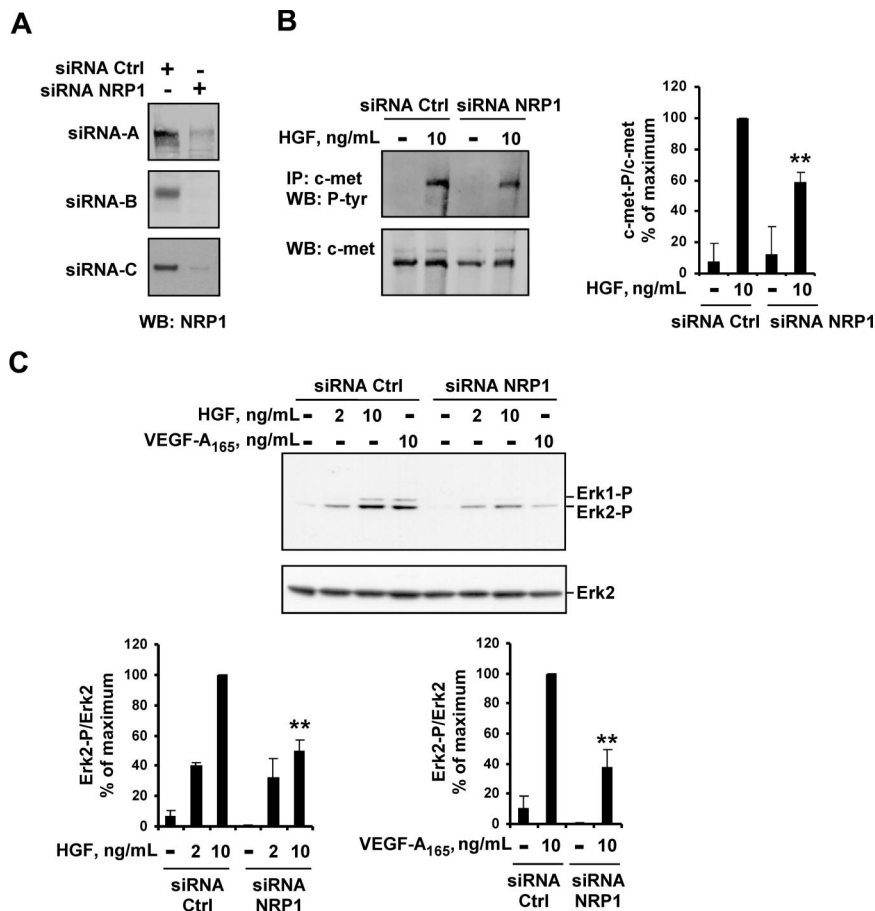 A
siRNA Ctrl + -
siRNA NRP1 - +
siRNA-A
siRNA-B
siRNA-C
WB: NRP1
B
siRNA Ctrl siRNA NRP1
HGF, ng/mL - 10 - 10
IP: c-met
WB: P-tyr
WB: c-met
c-met-P/c-met
% of maximum
120
100
80
60
40
20
0
**
HGF, ng/mL - 10 - 10
siRNA Ctrl siRNA NRP1
C
siRNA Ctrl siRNA NRP1
HGF, ng/mL - 2 10 - - 2 10 -
VEGF-A165, ng/mL - - - 10 - - - 10
Erk1-P
Erk2-P
Erk2
Erk2-P/Erk2
% of maximum
120
100
80
60
40
20
0
**
HGF, ng/mL - 2 10 - 2 10
siRNA siRNA
Ctrl NRP1
Erk2-P/Erk2
% of maximum
120
100
80
60
40
20
0
**
VEGF-A165, ng/mL - 10 - 10
siRNA siRNA
Ctrl NRP1